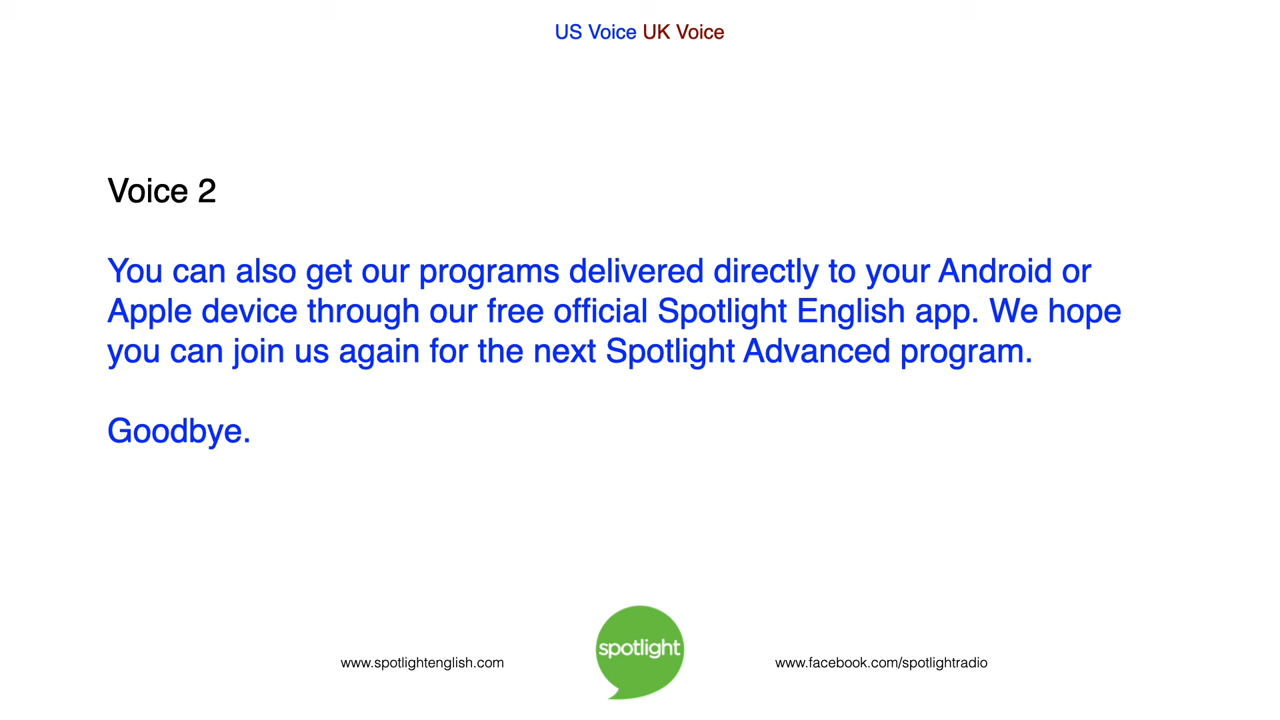 US Voice UK Voice
Voice 2
You can also get our programs delivered directly to your Android or
Apple device through our free official Spotlight English app. We hope
you can join us again for the next Spotlight Advanced program.
Goodbye.
spotlight
www.spotlightenglish.com
www.facebook.com/spotlightradio